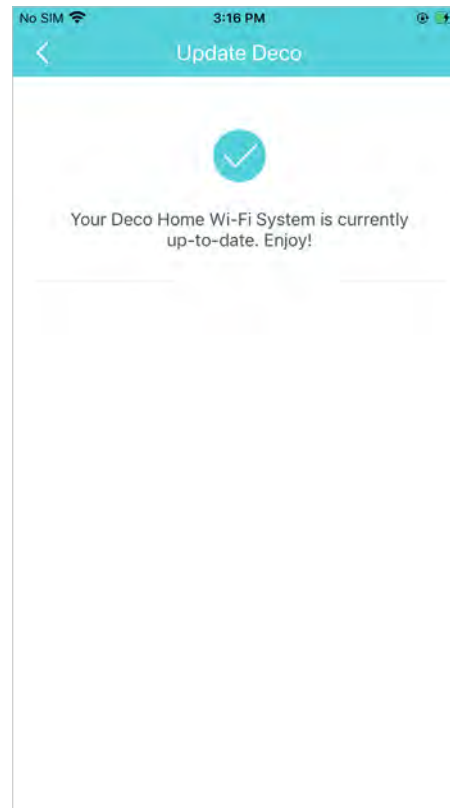 No SIM 3:16 PM
Update Deco
Your Deco Home Wi-Fi System is currently
up-to-date. Enjoy!